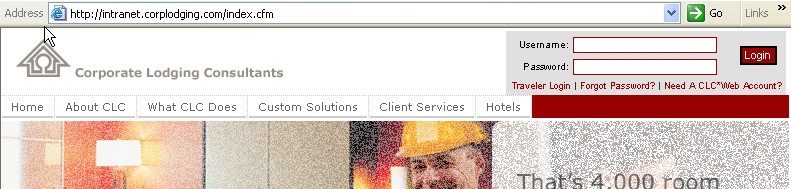 Address http://intranet.corplodging.com/index.cfm Go Links »
Username:
Corporate Lodging Consultants
Password:
Login
Traveler Login | Forgot Password? | Need A CLC*Web Account?
Home About CLC What CLC Does Custom Solutions Client Services Hotels
That's 4,000 room